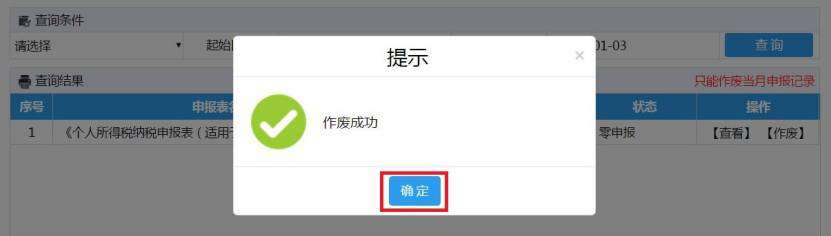 查询条件
请选择 起始 01-03 查询
提示
×
查询结果 只能作废当月申报记录
序号 申报表 状态 操作
1 《个人所得税纳税申报表（适用于 零申报 【查看】 【作废】
作废成功
确定